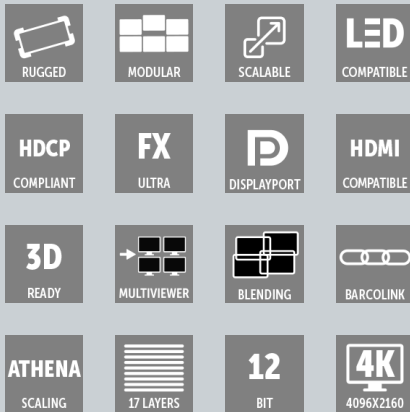 RUGGED
MODULAR
SCALABLE
LED
COMPATIBLE
HDCP
COMPLIANT
FX
ULTRA
DISPLAYPORT
HDMI
COMPATIBLE
3D
READY
MULTIVIEWER
BLENDING
BARCOLINK
ATHENA
SCALING
17 LAYERS
12
BIT
4K
4096X2160